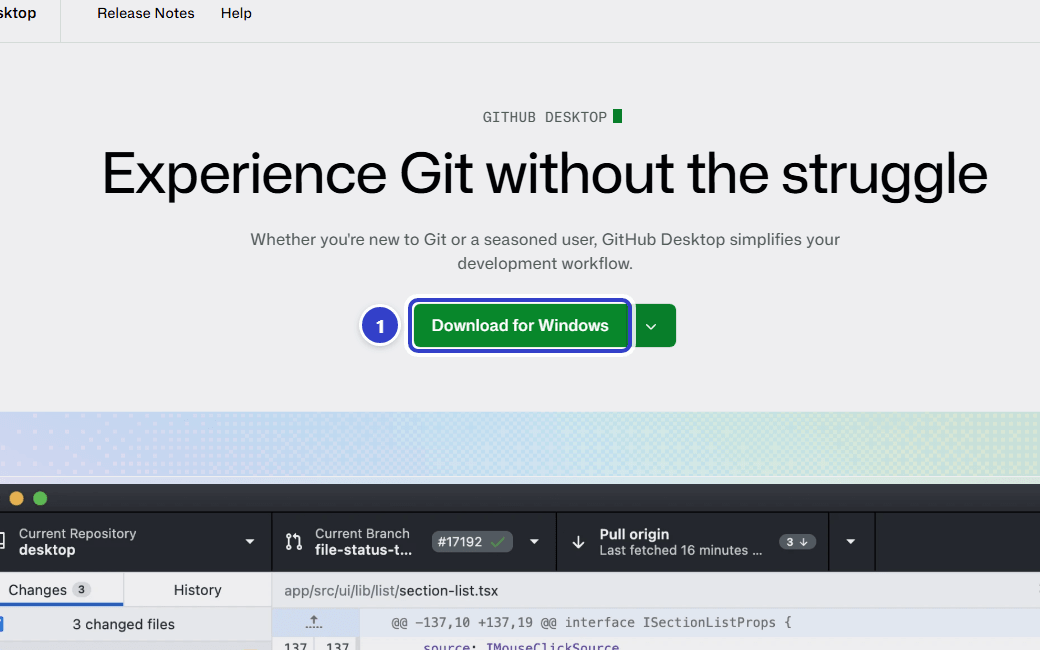 sktop Release Notes Help
GITHUB DESKTOP
Experience Git without the struggle
Whether you're new to Git or a seasoned user, GitHub Desktop simplifies your
development workflow.
1 Download for Windows
Current Repository
desktop
Current Branch
file-status-t...
#17192
Pull origin
Last fetched 16 minutes ...
3
Changes 3 History
app/src/ui/lib/list/section-list.tsx
3 changed files
@@ -137,10 +137,19 @@ interface ISectionListProps {
137 137 source: IMouseClickSource